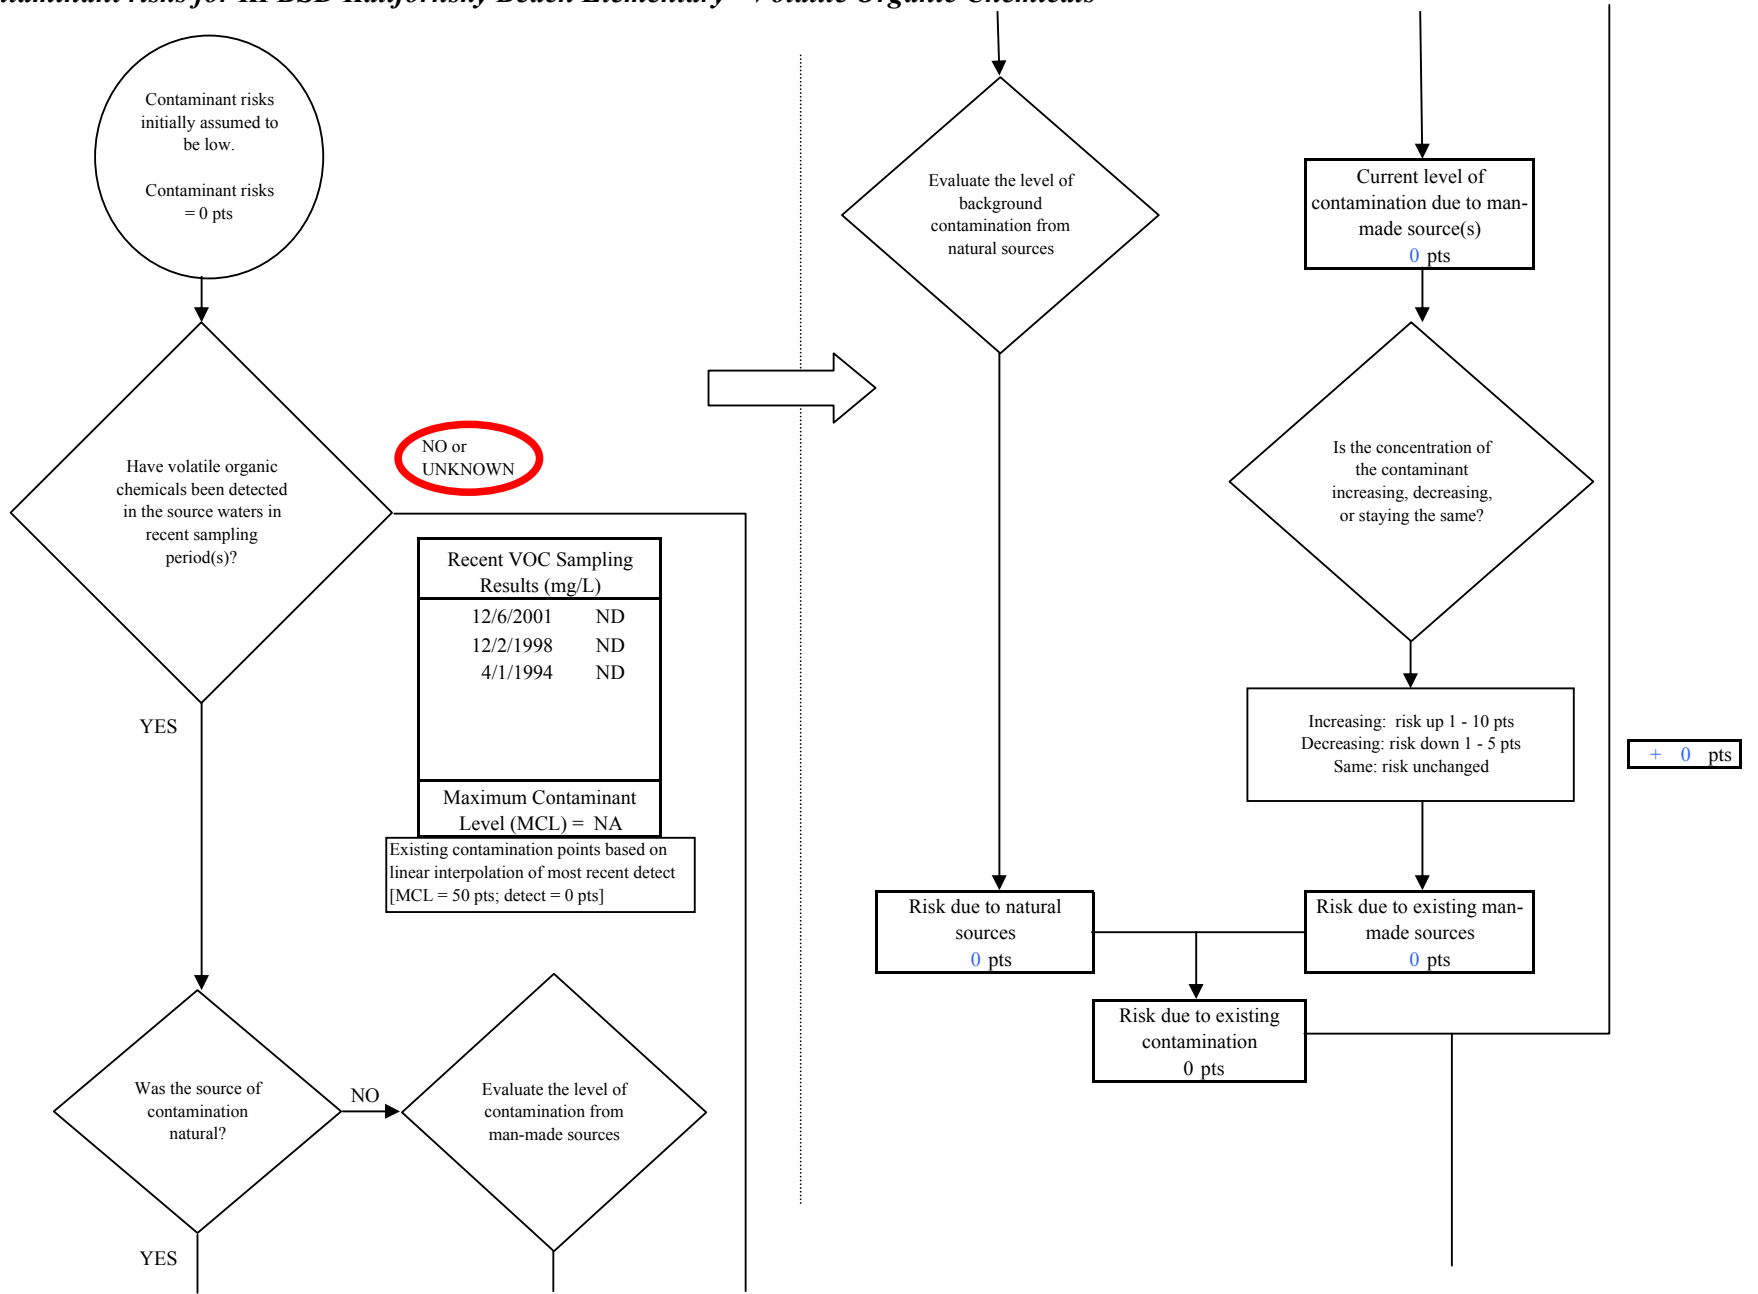 Contaminant risks
initially assumed to
be low.
Contaminant risks
= 0 pts
Have volatile organic
chemicals been detected
in the source waters in
recent sampling
period(s)?
NO or
UNKNOWN
Recent VOC Sampling
Results (mg/L)
12/6/2001 ND
12/2/1998 ND
4/1/1994 ND
Maximum Contaminant
Level (MCL) = NA
Existing contamination points based on
linear interpolation of most recent detect
[MCL = 50 pts; detect = 0 pts]
YES
Was the source of
contamination
natural?
NO
Evaluate the level of
contamination from
man-made sources
YES
Evaluate the level of
background
contamination from
natural sources
Current level of
contamination due to man-
made source(s)
0 pts
Is the concentration of
the contaminant
increasing, decreasing,
or staying the same?
Increasing: risk up 1 - 10 pts
Decreasing: risk down 1 - 5 pts
Same: risk unchanged
+ 0 pts
Risk due to natural
sources
0 pts
Risk due to existing man-
made sources
0 pts
Risk due to existing
contamination
0 pts